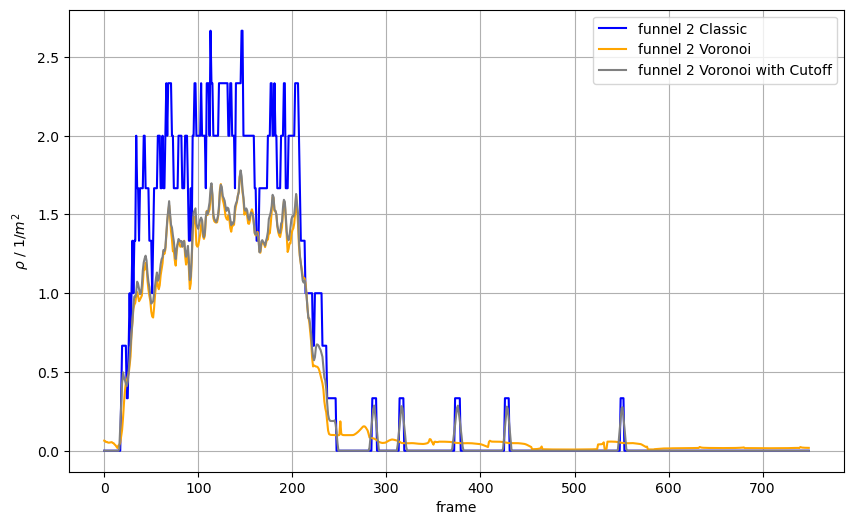 funnel 2 Classic
funnel 2 Voronoi
funnel 2 Voronoi with Cutoff
2.5
2.0
1.5
1.0
0.5
0.0
ρ / 1/m²
0 100 200 300 400 500 600 700
frame